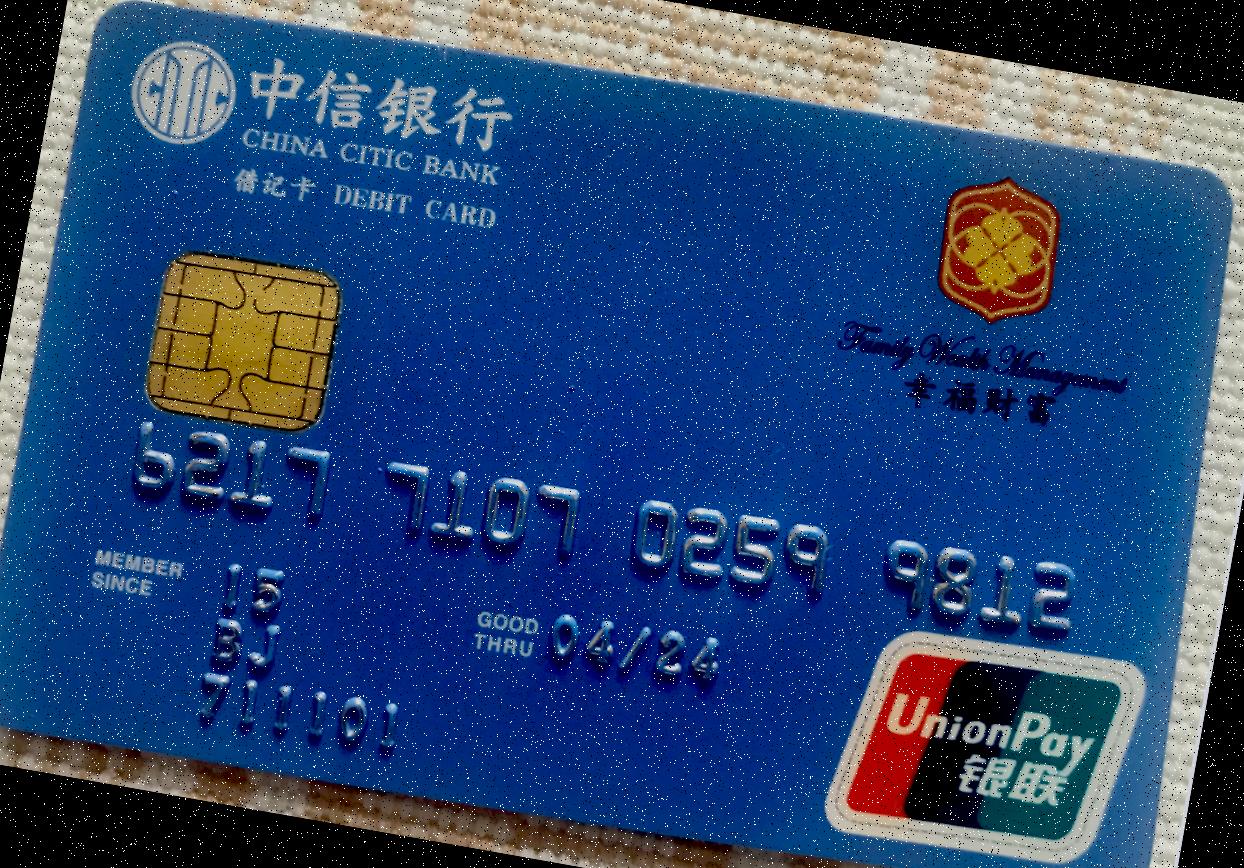 中信银行
CHINA CITIC BANK
借记卡 DEBIT CARD
Family Wealth Management
幸福财富
6217 7107 0259 9812
MEMBER SINCE 15
BJ
GOOD THRU 04/24
711101
UnionPay
银联